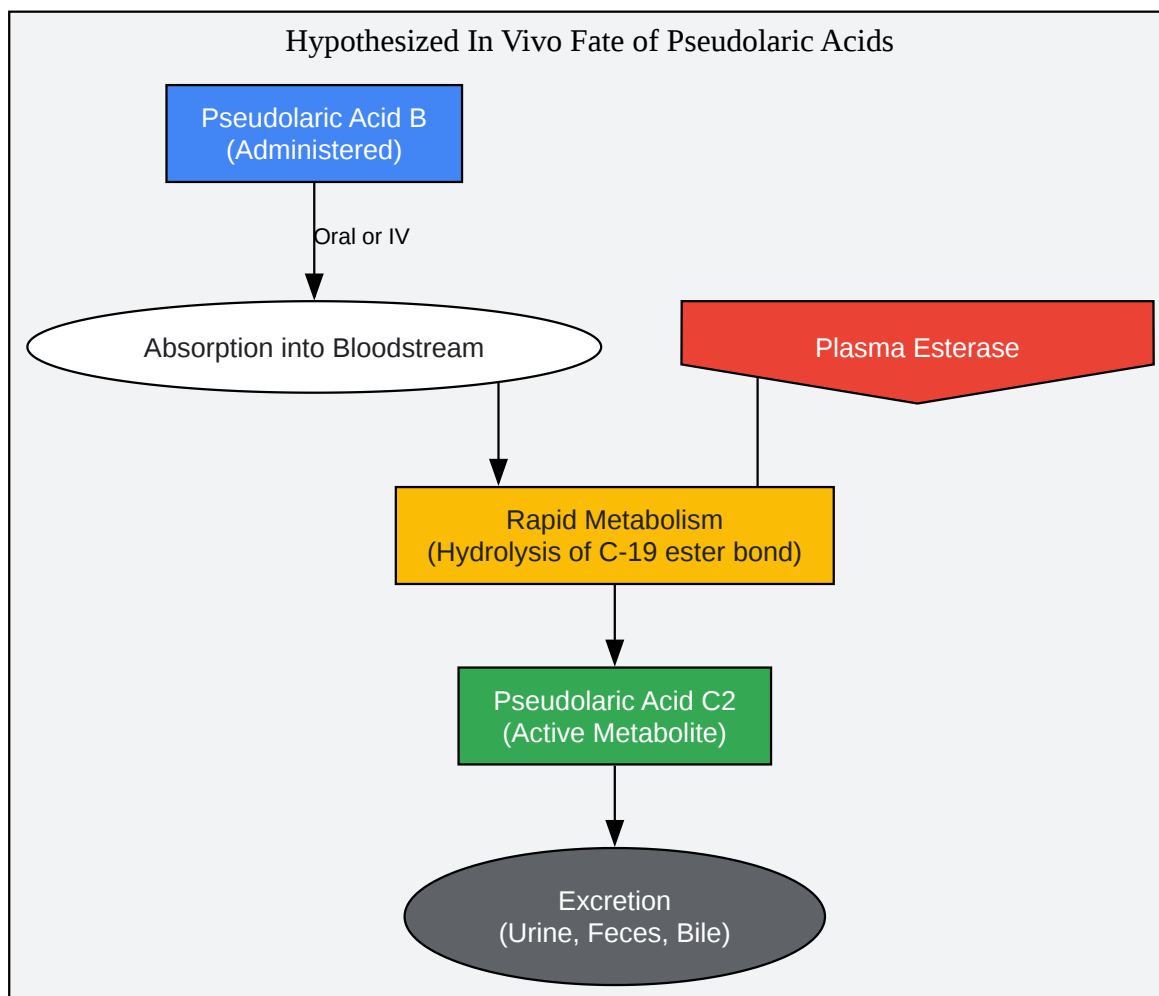 Hypothesized In Vivo Fate of Pseudolaric Acids
Pseudolaric Acid B
(Administered)
Oral or IV
Absorption into Bloodstream
Plasma Esterase
Rapid Metabolism
(Hydrolysis of C-19 ester bond)
Pseudolaric Acid C2
(Active Metabolite)
Excretion
(Urine, Feces, Bile)